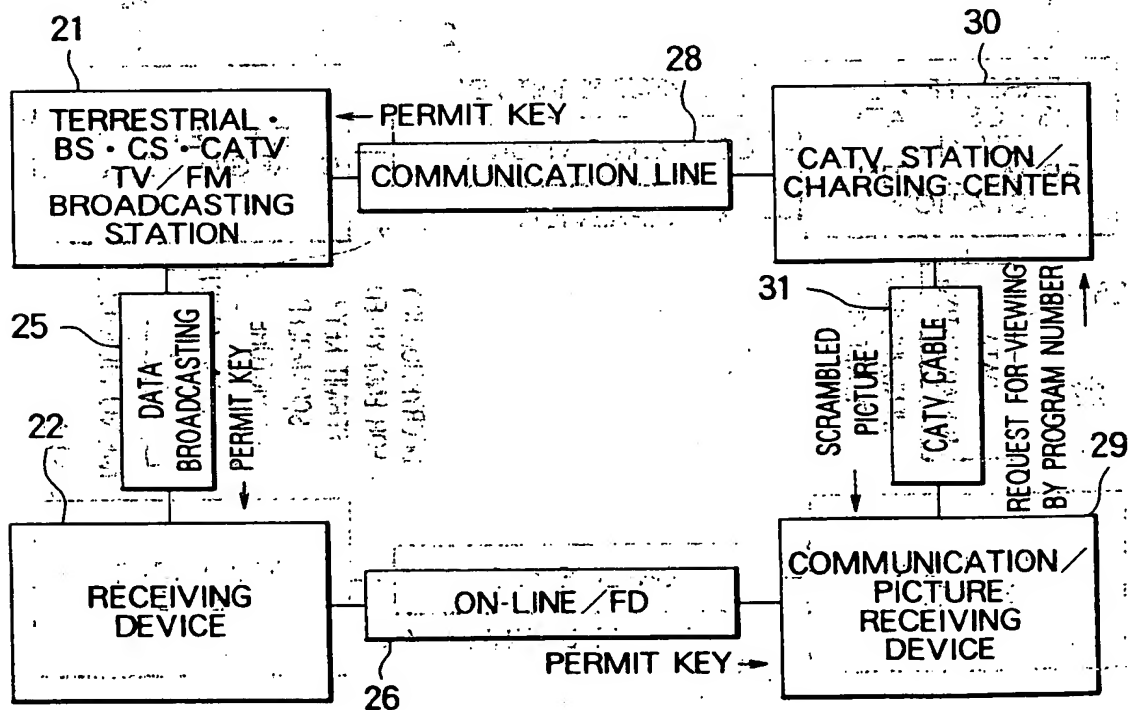 21
TERRESTRIAL・
BS・CS・CATV
TV/FM
BROADCASTING
STATION
←PERMIT KEY
28
COMMUNICATION LINE
30
CATV STATION/
CHARGING CENTER
25
DATA
BROADCASTING
PERMIT KEY
31
SCRAMBLED
PICTURE
CATV CABLE
REQUEST FOR VIEWING
BY PROGRAM NUMBER
22
RECEIVING
DEVICE
ON-LINE/FD
26
PERMIT KEY→
29
COMMUNICATION/
PICTURE
RECEIVING
DEVICE